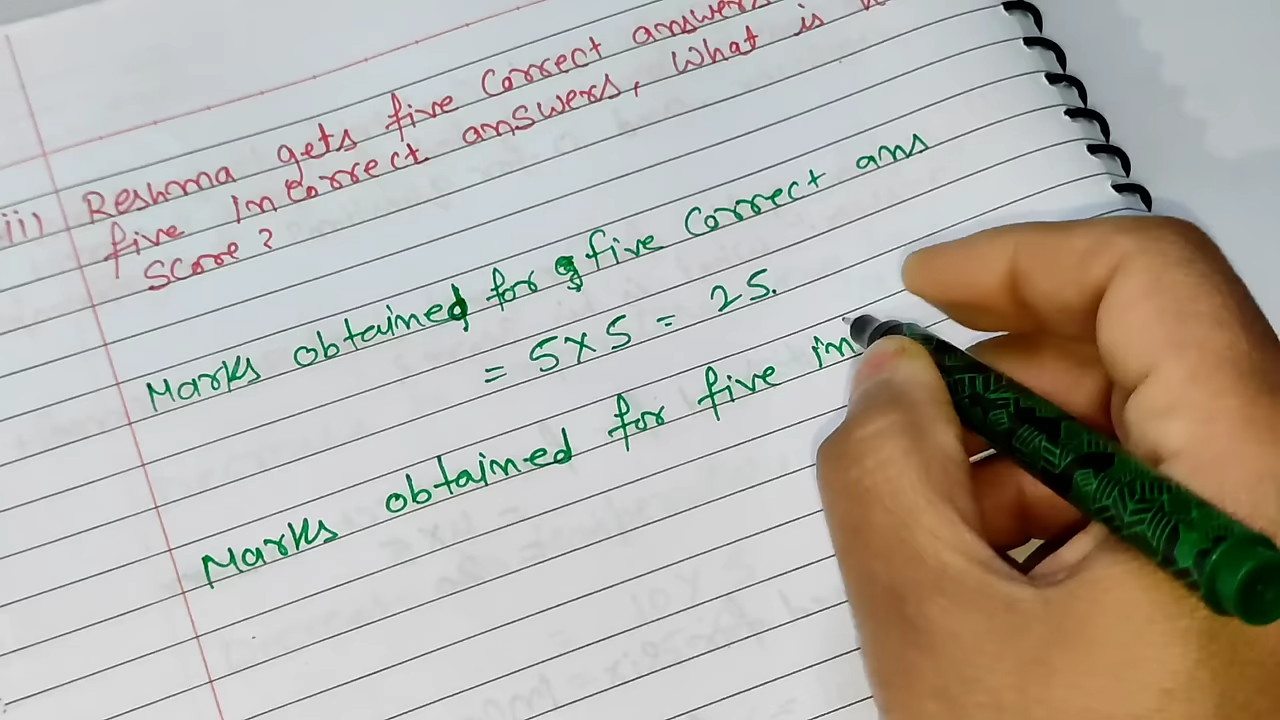 ii) Reshma gets five correct answers
five incorrect answers, What is
Score?
Marks obtained for five correct ans
= 5 x 5 = 25.
Marks obtained for five in